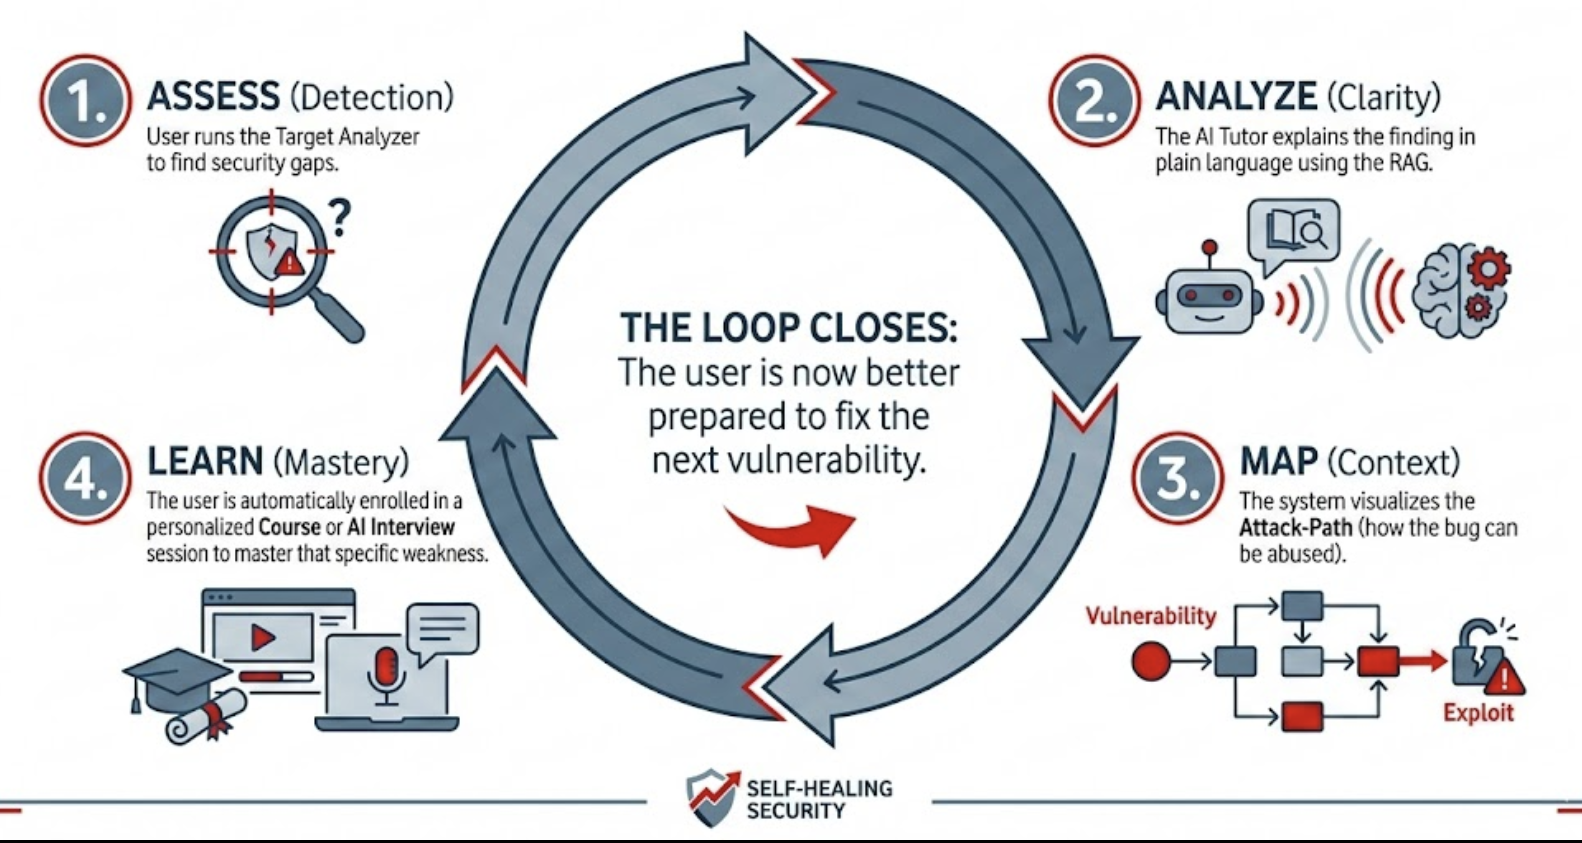 1.
ASSESS (Detection)
User runs the Target Analyzer
to find security gaps.
?
2.
ANALYZE (Clarity)
The AI Tutor explains the finding in
plain language using the RAG.
THE LOOP CLOSES:
The user is now better
prepared to fix the
next vulnerability.
3.
MAP (Context)
The system visualizes the
Attack-Path (how the bug can
be abused).
Vulnerability
!
Exploit
4.
LEARN (Mastery)
The user is automatically enrolled in a
personalized Course or AI Interview
session to master that specific weakness.
SELF-HEALING
SECURITY